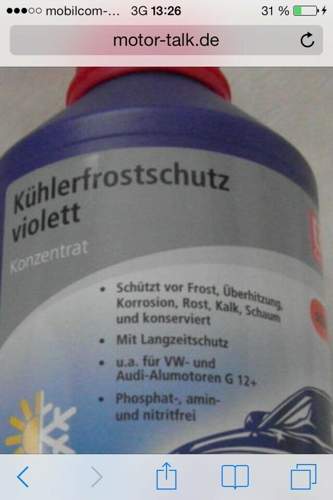 mobilcom-... 3G 13:26 31 %
motor-talk.de
Kühlerfrostschutz
violett
Konzentrat
• Schützt vor Frost, Überhitzung,
Korrosion, Rost, Kalk, Schaum
und konserviert
• Mit Langzeitschutz
• u.a. für VW- und
Audi-Alumotoren G 12+
• Phosphat-, amin-
und nitritfrei